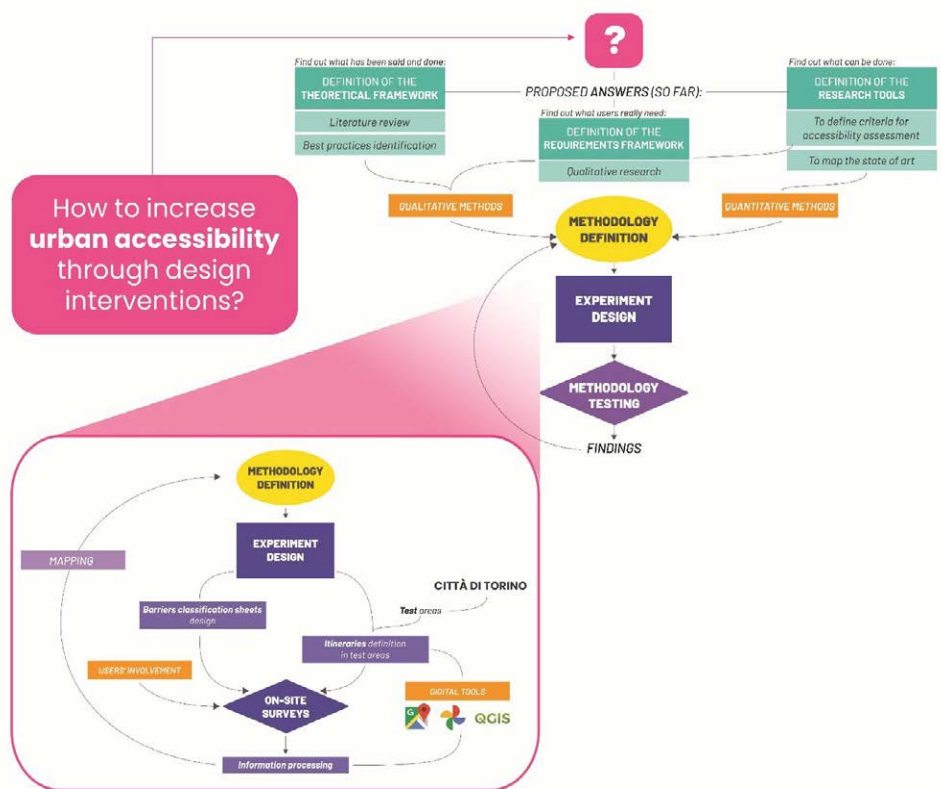 ?
Find out what has been said and done:
DEFINITION OF THE
THEORETICAL FRAMEWORK
Literature review
Best practices identification
PROPOSED ANSWERS (SO FAR):
Find out what users really need:
DEFINITION OF THE
REQUIREMENTS FRAMEWORK
Qualitative research
Find out what can be done:
DEFINITION OF THE
RESEARCH TOOLS
To define criteria for
accessibility assessment
To map the state of art
How to increase
urban accessibility
through design
interventions?
QUALITATIVE METHODS
QUANTITATIVE METHODS
METHODOLOGY
DEFINITION
EXPERIMENT
DESIGN
METHODOLOGY
TESTING
FINDINGS
METHODOLOGY
DEFINITION
EXPERIMENT
DESIGN
MAPPING
CITTÀ DI TORINO
Test areas
Barriers classification sheets
design
Itineraries definition
in test areas
USERS' INVOLVEMENT
ON-SITE
SURVEYS
DIGITAL TOOLS
G
QGIS
Information processing